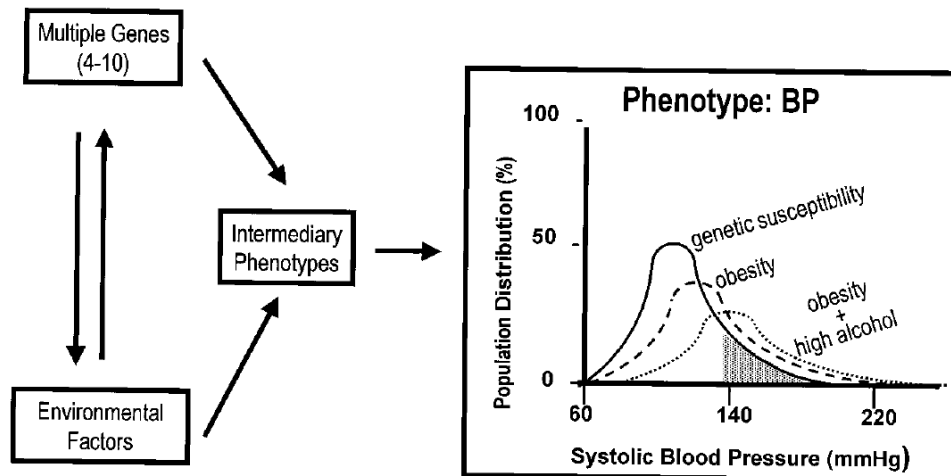 Multiple Genes
(4-10)
Environmental
Factors
Intermediary
Phenotypes
Phenotype: BP
Population Distribution (%)
100
50
0
genetic susceptibility
obesity
obesity
+
high alcohol
60
140
220
Systolic Blood Pressure (mmHg)